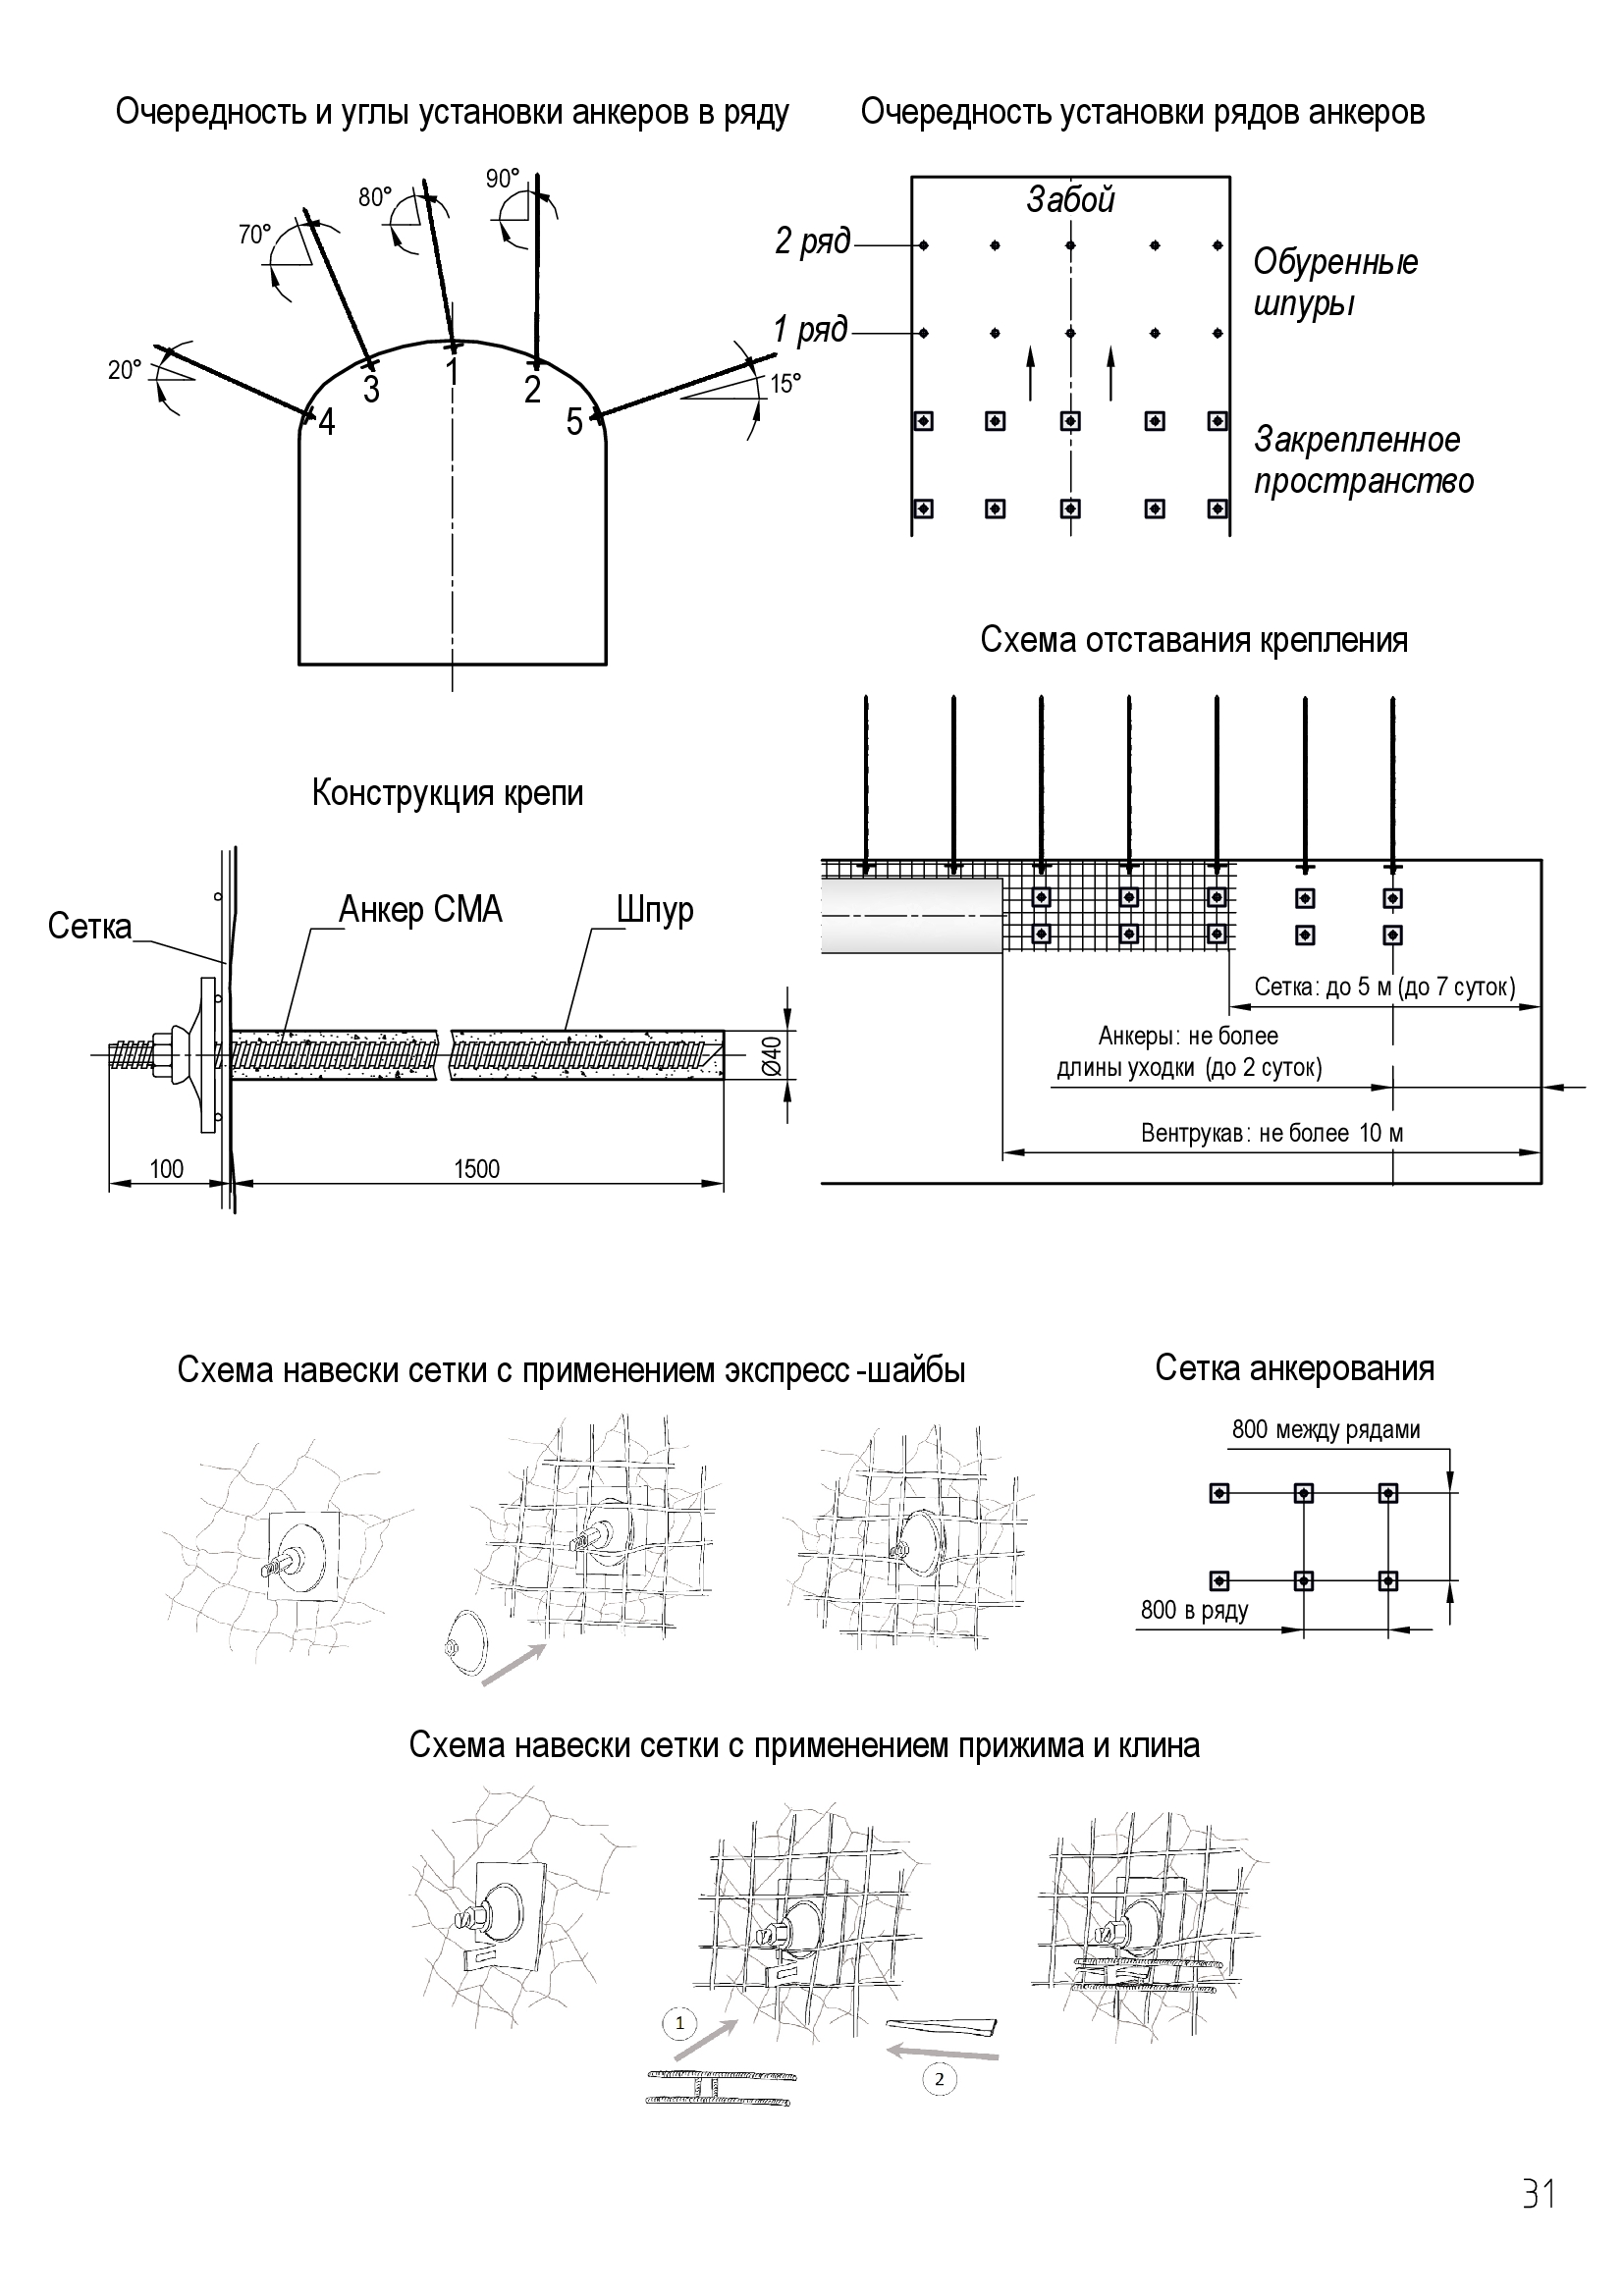 Очередность и углы установки анкеров в ряду
90°
80°
70°
20°
15°
1
2
3
4
5
Очередность установки рядов анкеров
Забой
2 ряд
1 ряд
Обуренные
шпуры
Закрепленное
пространство
Схема отставания крепления
Сетка: до 5 м (до 7 суток)
Анкеры: не более
длины уходки (до 2 суток)
Вентрукав: не более 10 м
Конструкция крепи
Сетка
Анкер СМА
Шпур
Ø40
100
1500
Схема навески сетки с применением экспресс-шайбы
Сетка анкерования
800 между рядами
800 в ряду
Схема навески сетки с применением прижима и клина
1
2
31